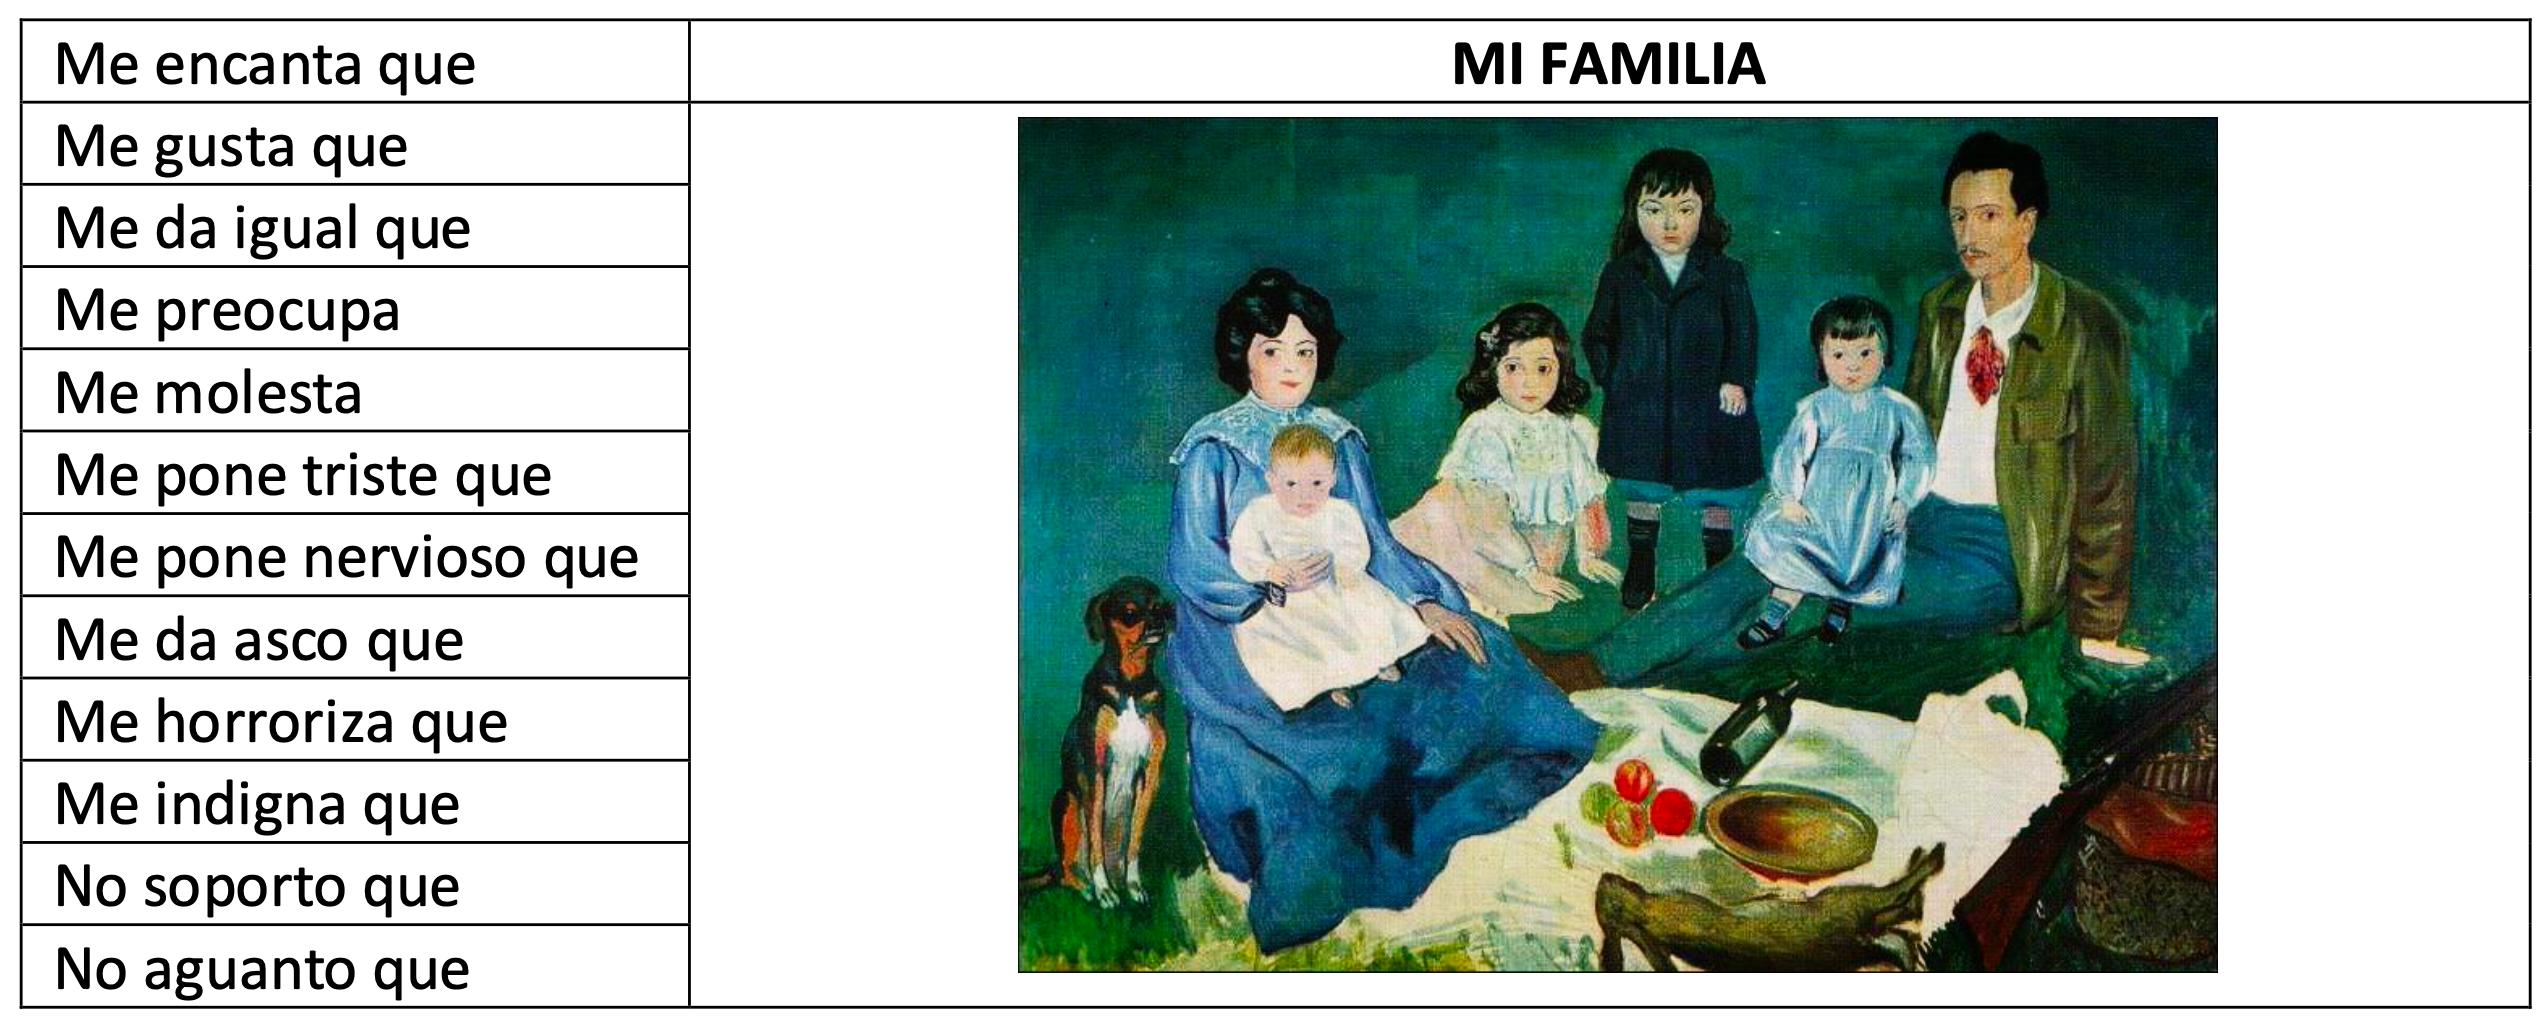 Me encanta que
MI FAMILIA
Me gusta que
Me da igual que
Me preocupa
Me molesta
Me pone triste que
Me pone nervioso que
Me da asco que
Me horroriza que
Me indigna que
No soporto que
No aguanto que